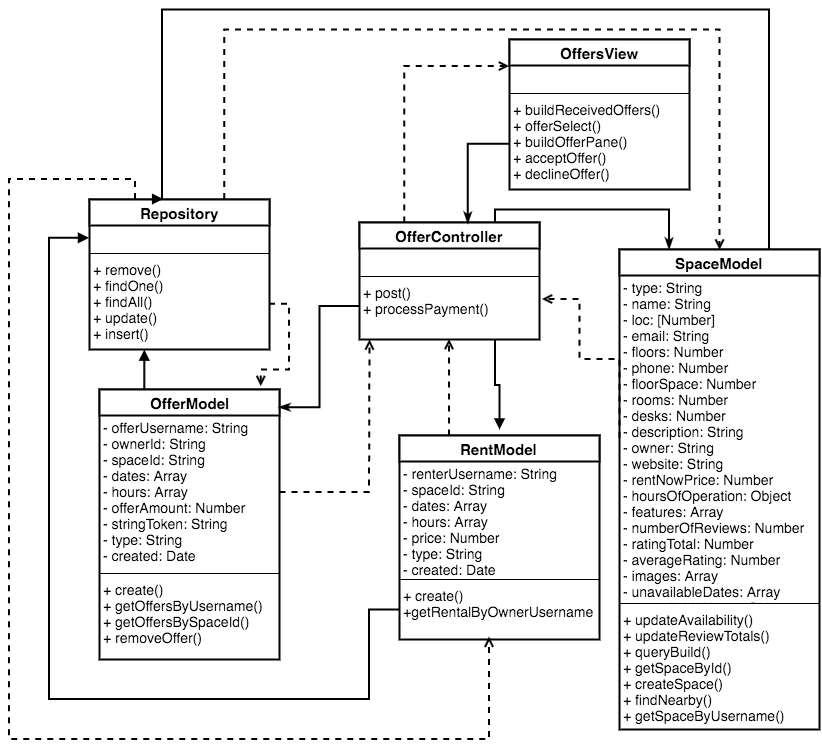 OffersView
+ buildReceivedOffers()
+ offerSelect()
+ buildOfferPane()
+ acceptOffer()
+ declineOffer()
Repository
+ remove()
+ findOne()
+ findAll()
+ update()
+ insert()
OfferController
+ post()
+ processPayment()
SpaceModel
- type: String
- name: String
- loc: [Number]
- email: String
- floors: Number
- phone: Number
- floorSpace: Number
- rooms: Number
- desks: Number
- description: String
- owner: String
- website: String
- rentNowPrice: Number
- hoursOfOperation: Object
- features: Array
- numberOfReviews: Number
- ratingTotal: Number
- averageRating: Number
- images: Array
- unavailableDates: Array
+ updateAvailability()
+ updateReviewTotals()
+ queryBuild()
+ getSpaceById()
+ createSpace()
+ findNearby()
+ getSpaceByUsername()
OfferModel
- offerUsername: String
- ownerId: String
- spaceId: String
- dates: Array
- hours: Array
- offerAmount: Number
- stringToken: String
- type: String
- created: Date
+ create()
+ getOffersByUsername()
+ getOffersBySpaceId()
+ removeOffer()
RentModel
- renterUsername: String
- spaceId: String
- dates: Array
- hours: Array
- price: Number
- type: String
- created: Date
+ create()
+getRentalByOwnerUsername